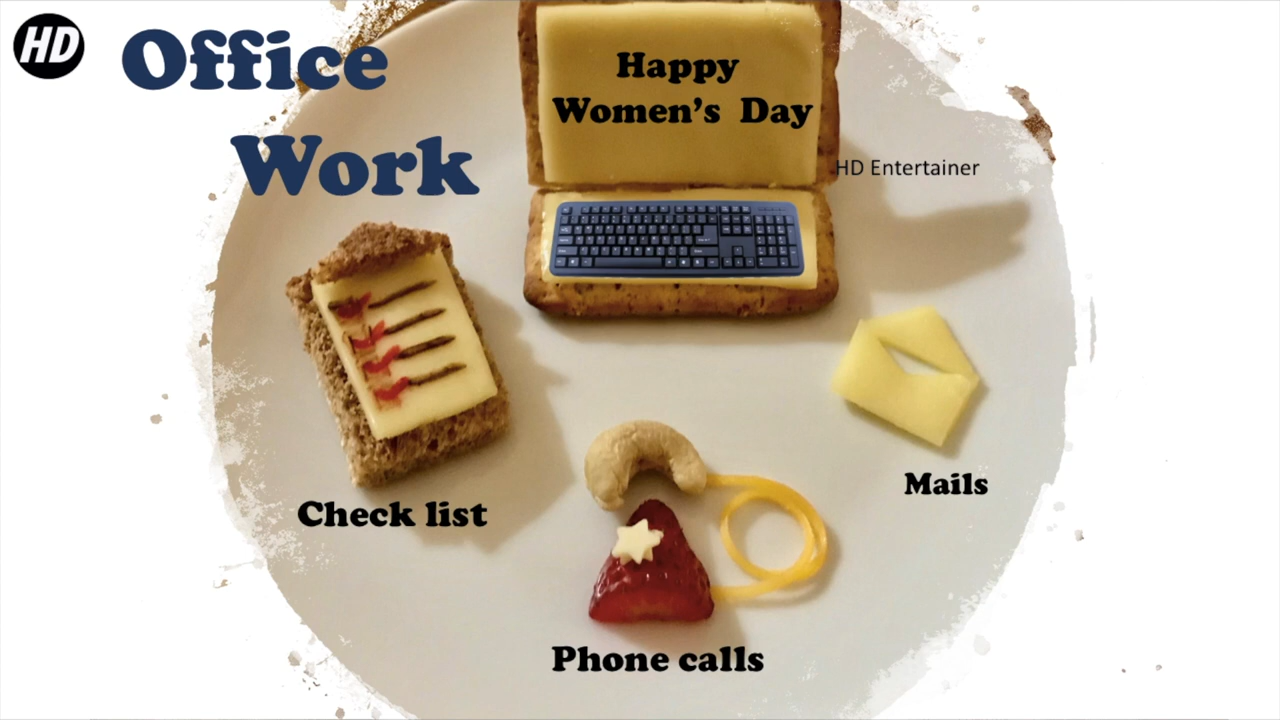 HD
Office
Work
Happy
Women's Day
HD Entertainer
Check list
Mails
Phone calls